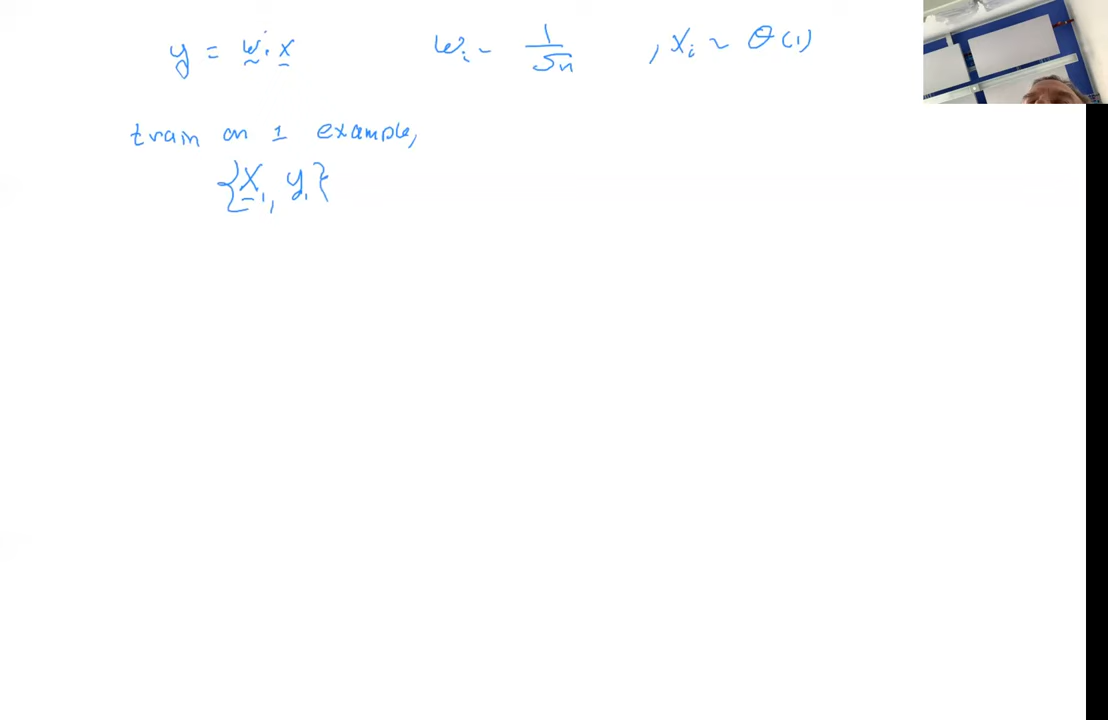 y = w · x    wᵢ ~ 1/√n    , xᵢ ~ Θ(1)
train on 1 example,
{x₁, y₁}